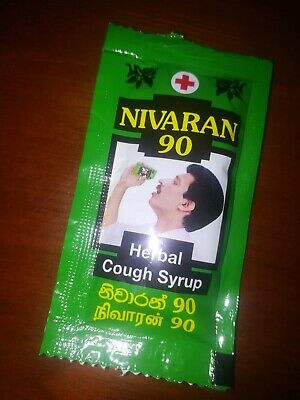 NIVARAN
90
Herbal
Cough Syrup
නිවාරන් 90
நிவாரன் 90